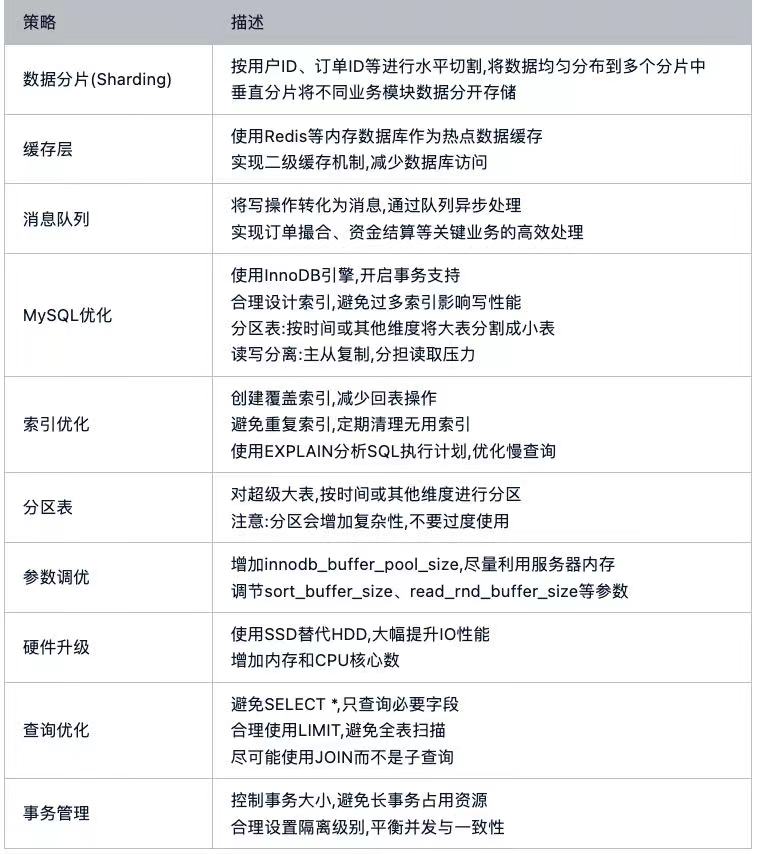 策略 描述
数据分片(Sharding)
按用户ID、订单ID等进行水平切割,将数据均匀分布到多个分片中
垂直分片将不同业务模块数据分开存储
缓存层
使用Redis等内存数据库作为热点数据缓存
实现二级缓存机制,减少数据库访问
消息队列
将写操作转化为消息,通过队列异步处理
实现订单撮合、资金结算等关键业务的高效处理
MySQL优化
使用InnoDB引擎,开启事务支持
合理设计索引,避免过多索引影响写性能
分区表:按时间或其他维度将大表分割成小表
读写分离:主从复制,分担读取压力
索引优化
创建覆盖索引,减少回表操作
避免重复索引,定期清理无用索引
使用EXPLAIN分析SQL执行计划,优化慢查询
分区表
对超级大表,按时间或其他维度进行分区
注意:分区会增加复杂性,不要过度使用
参数调优
增加innodb_buffer_pool_size,尽量利用服务器内存
调节sort_buffer_size、read_rnd_buffer_size等参数
硬件升级
使用SSD替代HDD,大幅提升IO性能
增加内存和CPU核心数
查询优化
避免SELECT *,只查询必要字段
合理使用LIMIT,避免全表扫描
尽可能使用JOIN而不是子查询
事务管理
控制事务大小,避免长事务占用资源
合理设置隔离级别,平衡并发与一致性